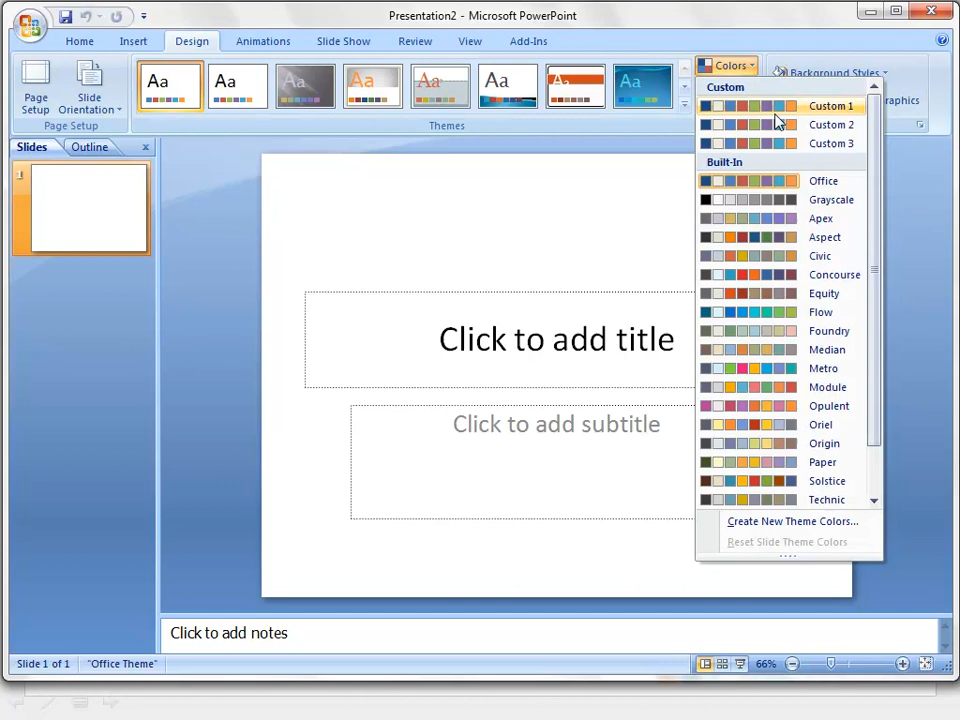 Presentation2 - Microsoft PowerPoint
Home Insert Design Animations Slide Show Review View Add-Ins
Page Setup
Slide Orientation
Page Setup
Aa Aa Aa Aa Aa Aa Aa Aa
Themes
Colors
Background Styles
Slides Outline
1
Click to add title
Click to add subtitle
Custom
Custom 1
Custom 2
Custom 3
Built-In
Office
Grayscale
Apex
Aspect
Civic
Concourse
Equity
Flow
Foundry
Median
Metro
Module
Opulent
Oriel
Origin
Paper
Solstice
Technic
Create New Theme Colors...
Reset Slide Theme Colors
Click to add notes
Slide 1 of 1 "Office Theme" 66%